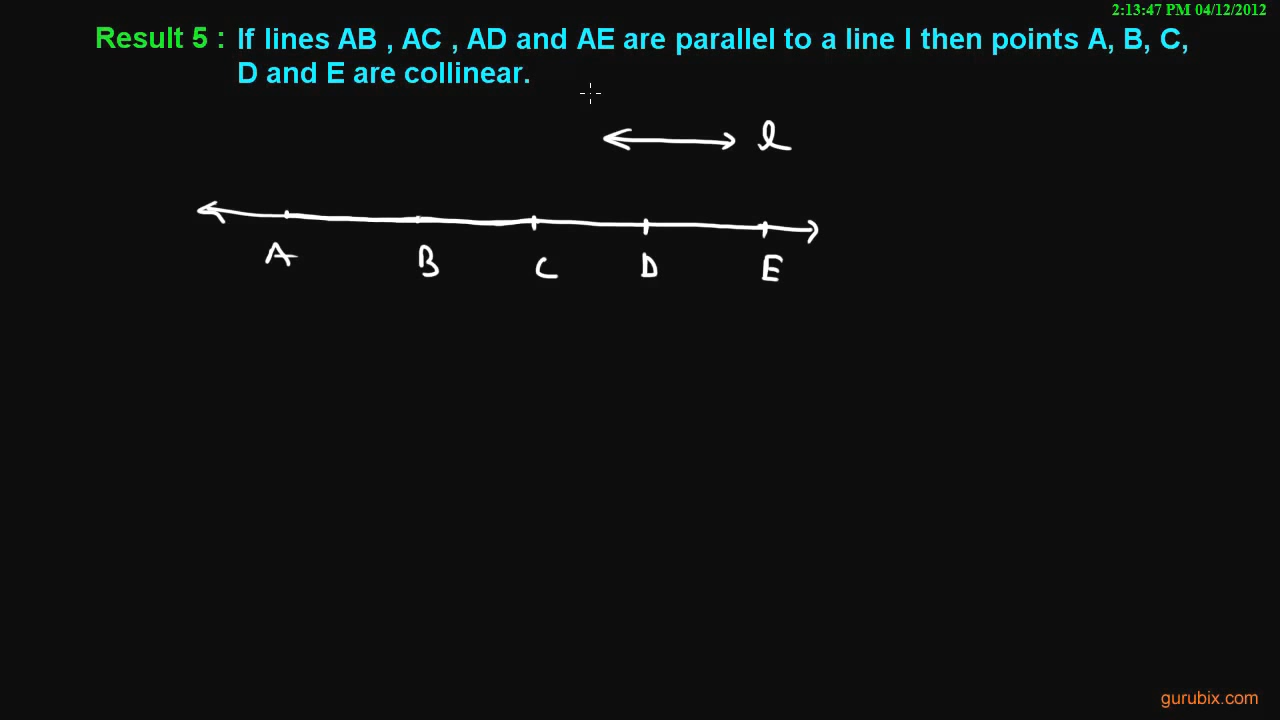 2:13:47 PM 04/12/2012
Result 5 : If lines AB , AC , AD and AE are parallel to a line l then points A, B, C,
D and E are collinear.
l
A B C D E
gurubix.com